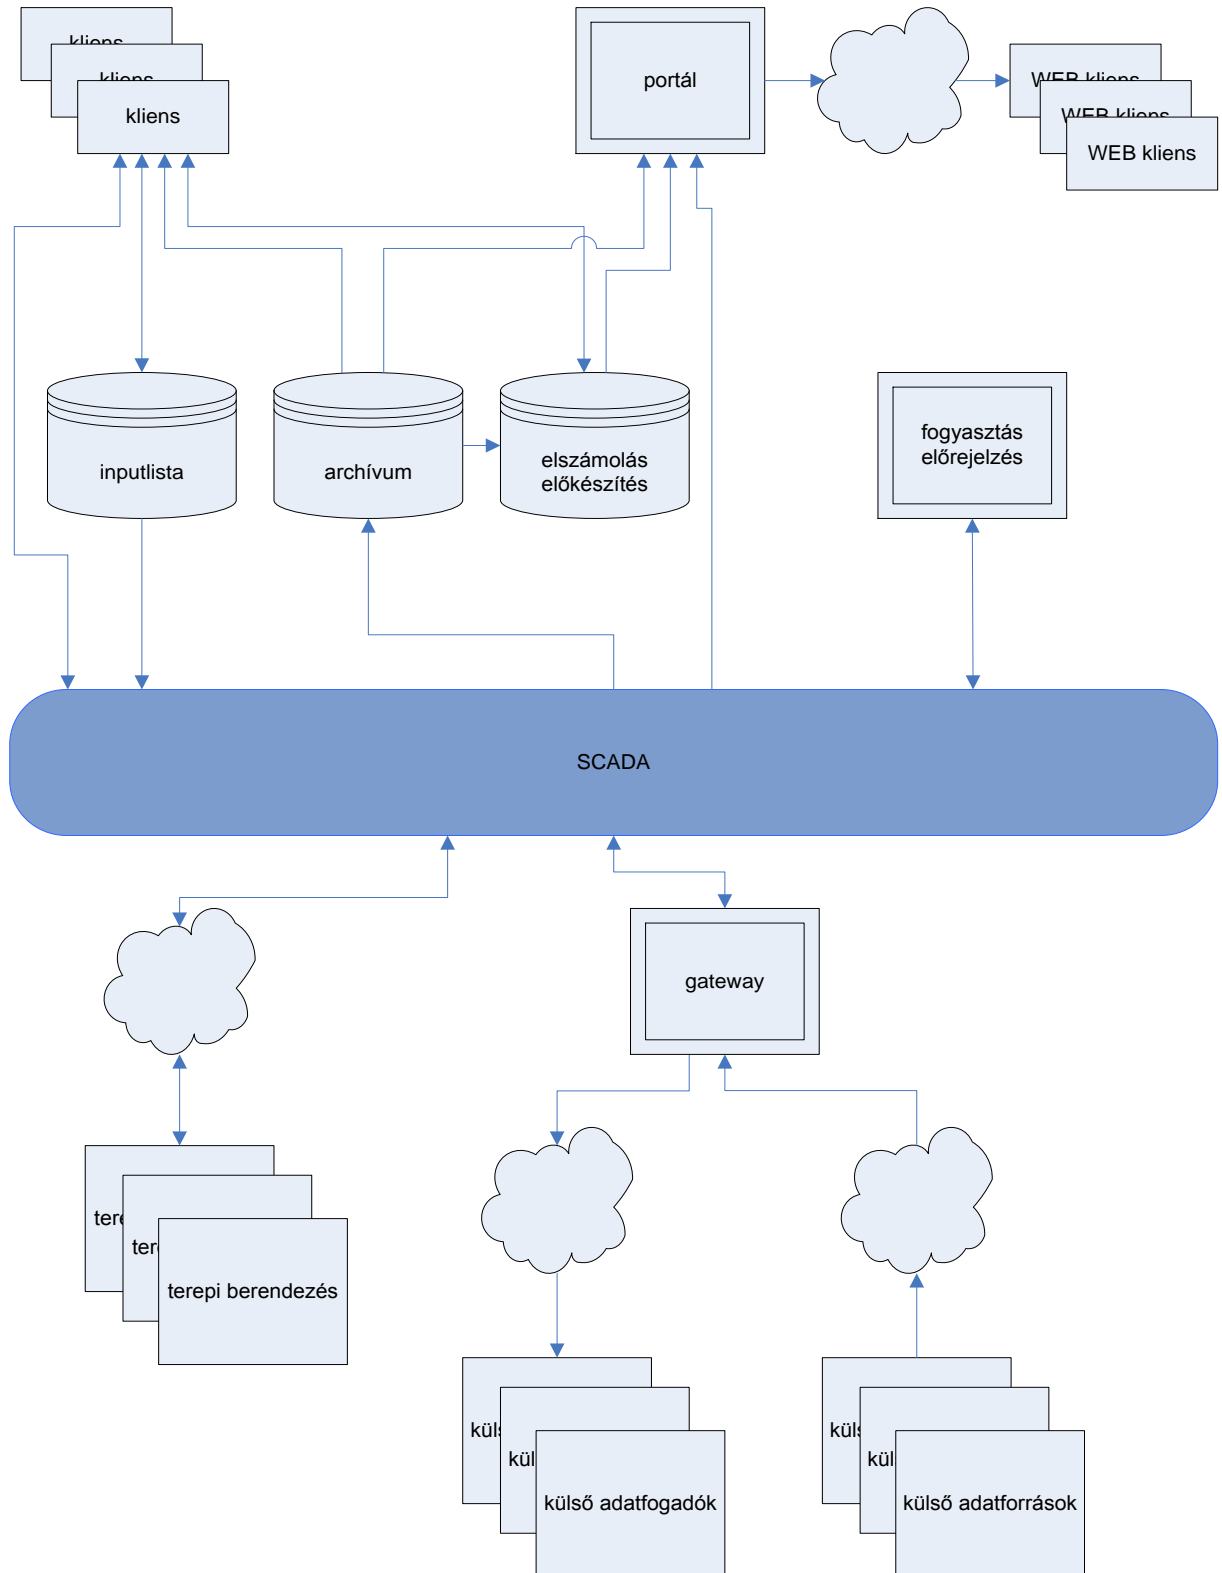 kliens
kliens
kliens
portál
WEB kliens
WEB kliens
WEB kliens
inputlista
archívum
elszámolás
előkészítés
fogyasztás
előrejelzés
SCADA
gateway
terepi berendezés
külső adatfogadók
külső adatforrások